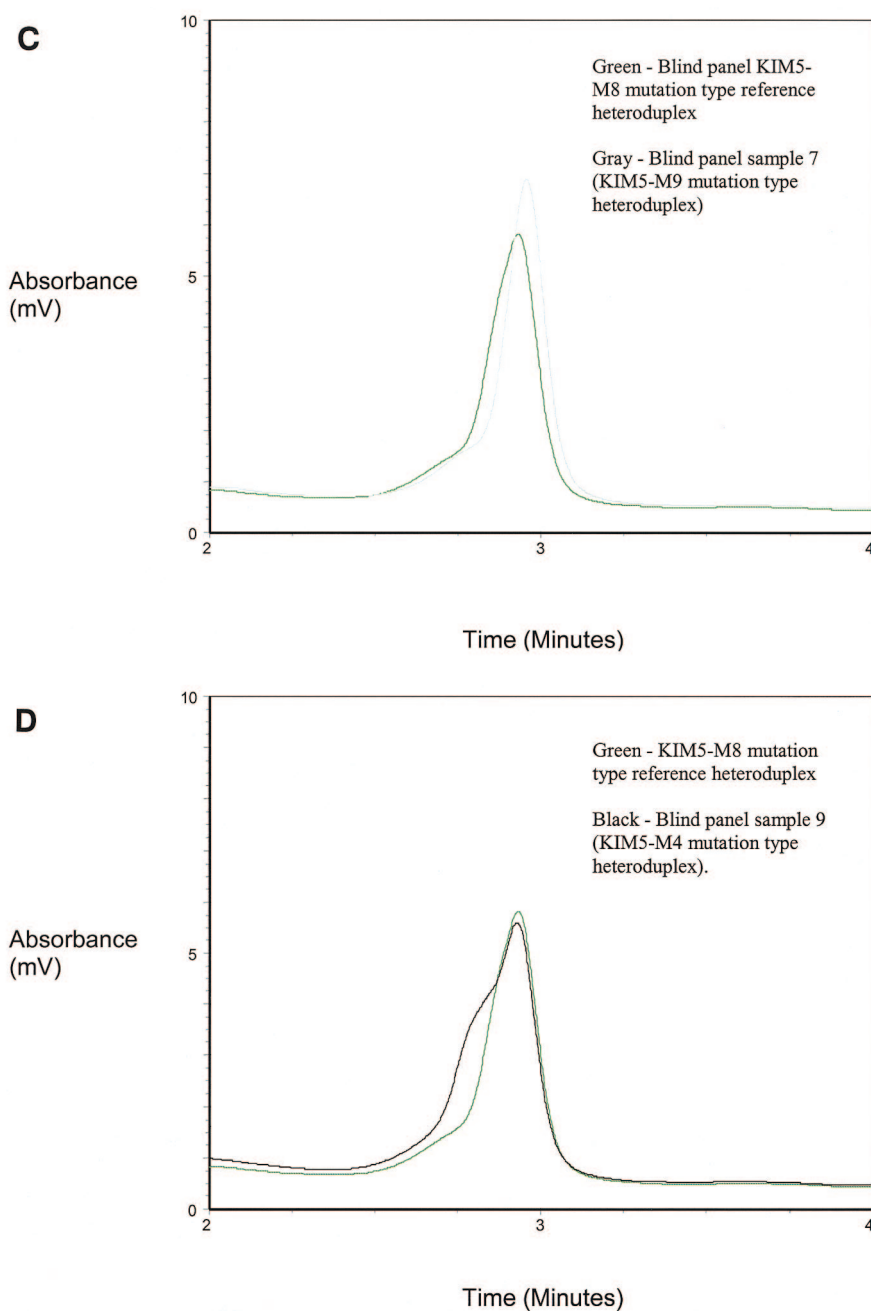 C
10
Green - Blind panel KIM5-
M8 mutation type reference
heteroduplex
Gray - Blind panel sample 7
(KIM5-M9 mutation type
heteroduplex)
Absorbance
(mV)
5
0
2
3
4
Time (Minutes)
D
10
Green - KIM5-M8 mutation
type reference heteroduplex
Black - Blind panel sample 9
(KIM5-M4 mutation type
heteroduplex).
Absorbance
(mV)
5
0
2
3
4
Time (Minutes)